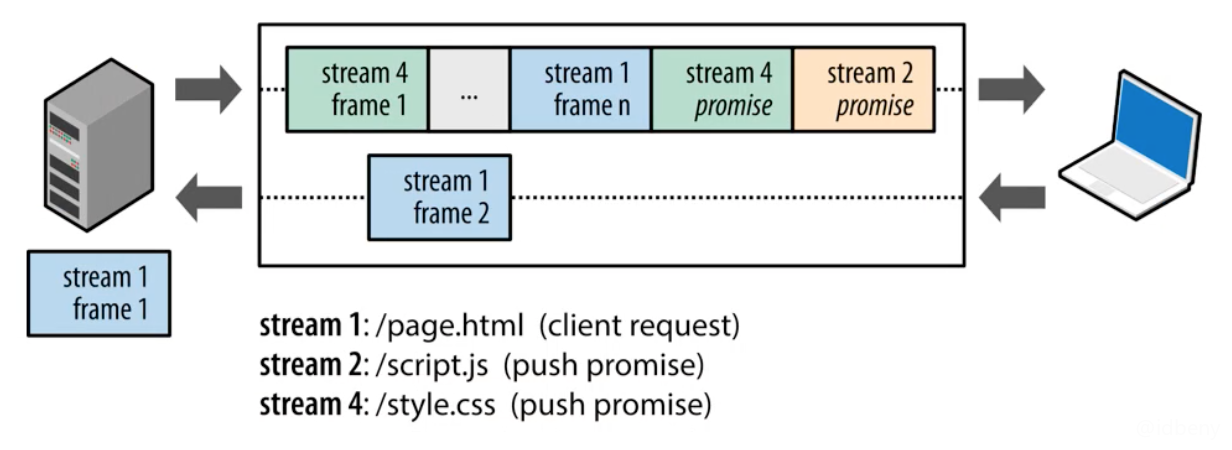 stream 4
frame 1
...
stream 1
frame n
stream 4
promise
stream 2
promise
stream 1
frame 2
stream 1
frame 1
stream 1: /page.html (client request)
stream 2: /script.js (push promise)
stream 4: /style.css (push promise)